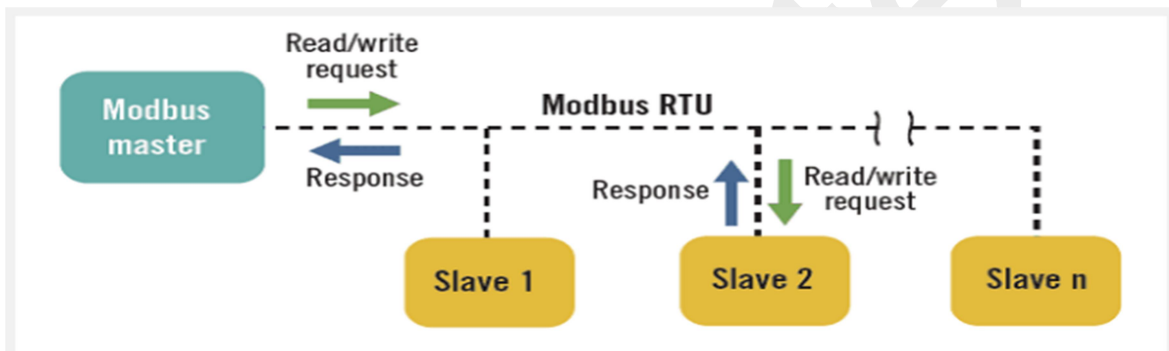 Read/write
request
Modbus
master
Modbus RTU
Response
Response
Read/write
request
Slave 1
Slave 2
Slave n